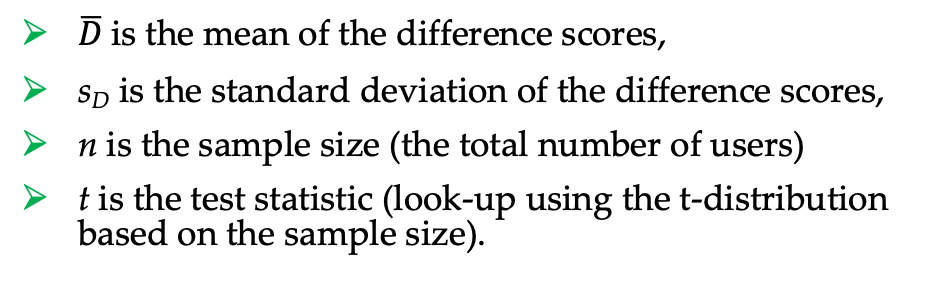 ➢ D̅ is the mean of the difference scores,
➢ s_D is the standard deviation of the difference scores,
➢ n is the sample size (the total number of users)
➢ t is the test statistic (look-up using the t-distribution
based on the sample size).